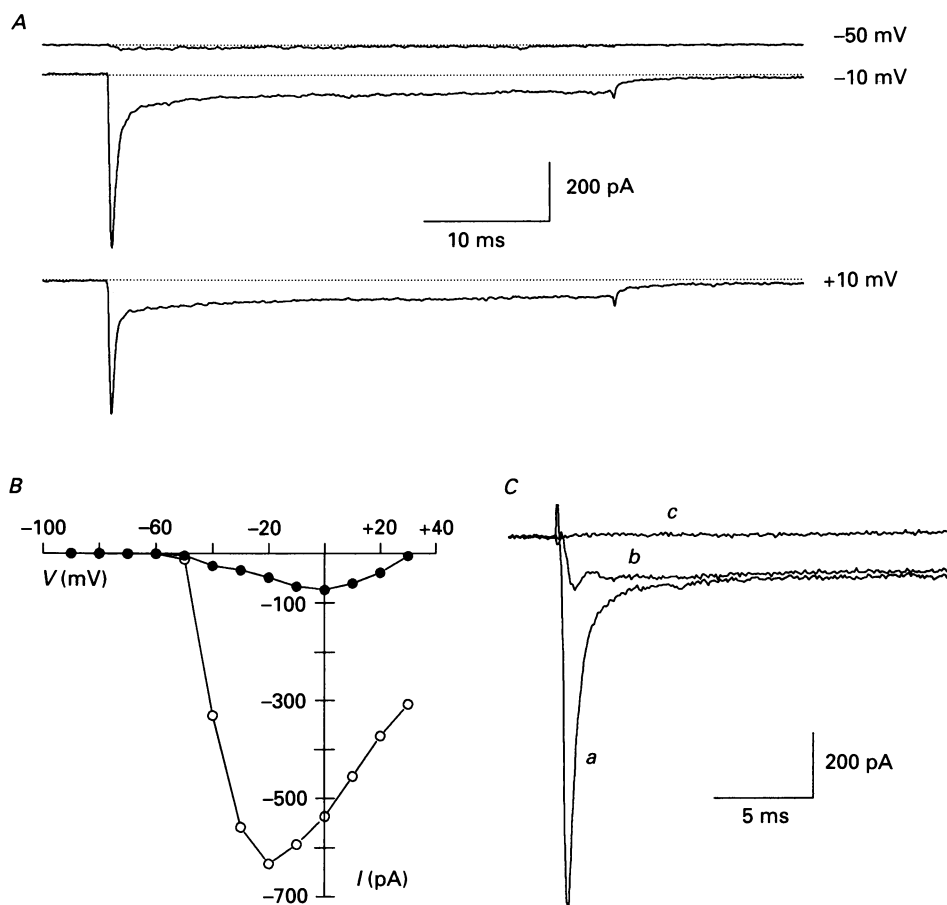 A
–50 mV
–10 mV
200 pA
10 ms
+10 mV
B
–100 –60 –20 +20 +40
V (mV)
–100
–300
–500
–700
I (pA)
C
c
b
a
200 pA
5 ms